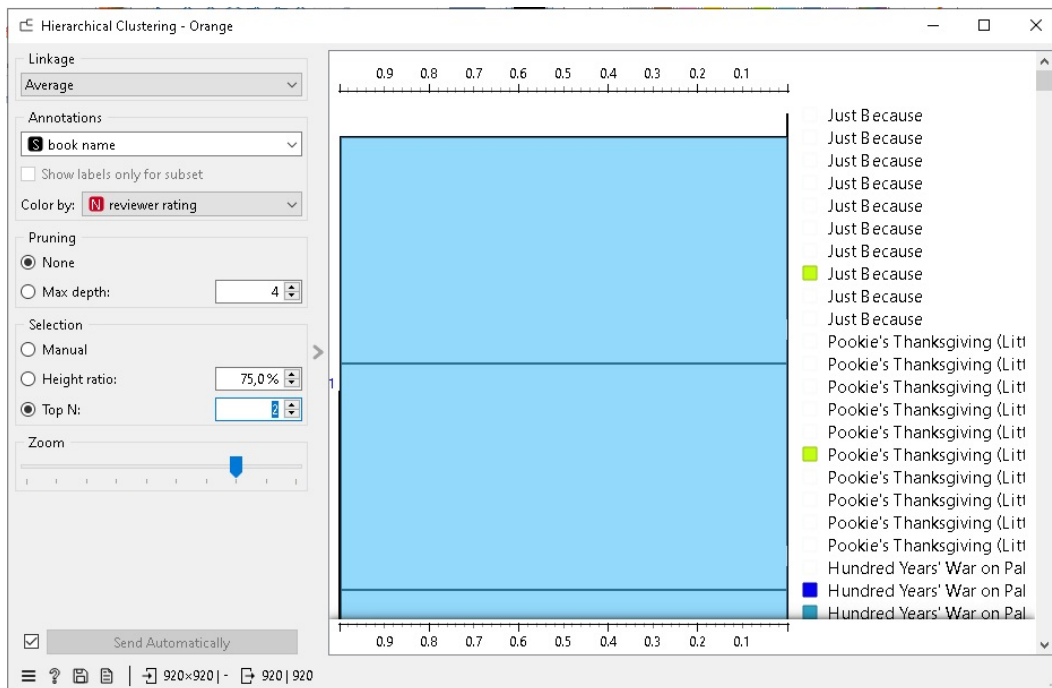 Hierarchical Clustering - Orange
Linkage
Average
Annotations
S book name
Show labels only for subset
Color by: N reviewer rating
Pruning
None
Max depth: 4
Selection
Manual
Height ratio: 75,0%
Top N: 2
Zoom
Send Automatically
920×920 | - 920 | 920
0.9 0.8 0.7 0.6 0.5 0.4 0.3 0.2 0.1
1
Just Because
Just Because
Just Because
Just Because
Just Because
Just Because
Just Because
Just Because
Just Because
Just Because
Pookie's Thanksgiving (Litt
Pookie's Thanksgiving (Litt
Pookie's Thanksgiving (Litt
Pookie's Thanksgiving (Litt
Pookie's Thanksgiving (Litt
Pookie's Thanksgiving (Litt
Pookie's Thanksgiving (Litt
Pookie's Thanksgiving (Litt
Pookie's Thanksgiving (Litt
Pookie's Thanksgiving (Litt
Hundred Years' War on Pal
Hundred Years' War on Pal
Hundred Years' War on Pal
0.9 0.8 0.7 0.6 0.5 0.4 0.3 0.2 0.1